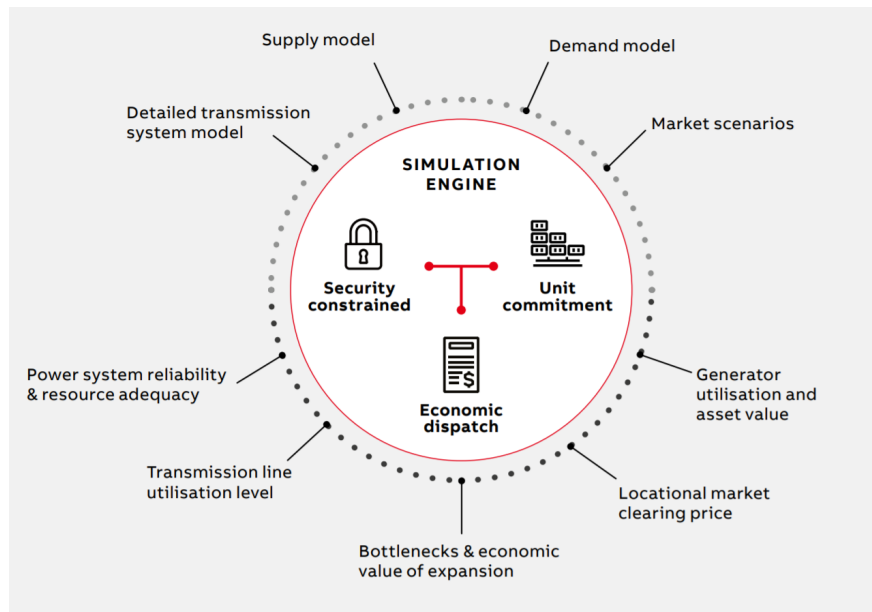 Supply model
Demand model
Detailed transmission
system model
Market scenarios
SIMULATION
ENGINE
Security
constrained
Unit
commitment
Economic
dispatch
Power system reliability
& resource adequacy
Generator
utilisation and
asset value
Transmission line
utilisation level
Locational market
clearing price
Bottlenecks & economic
value of expansion